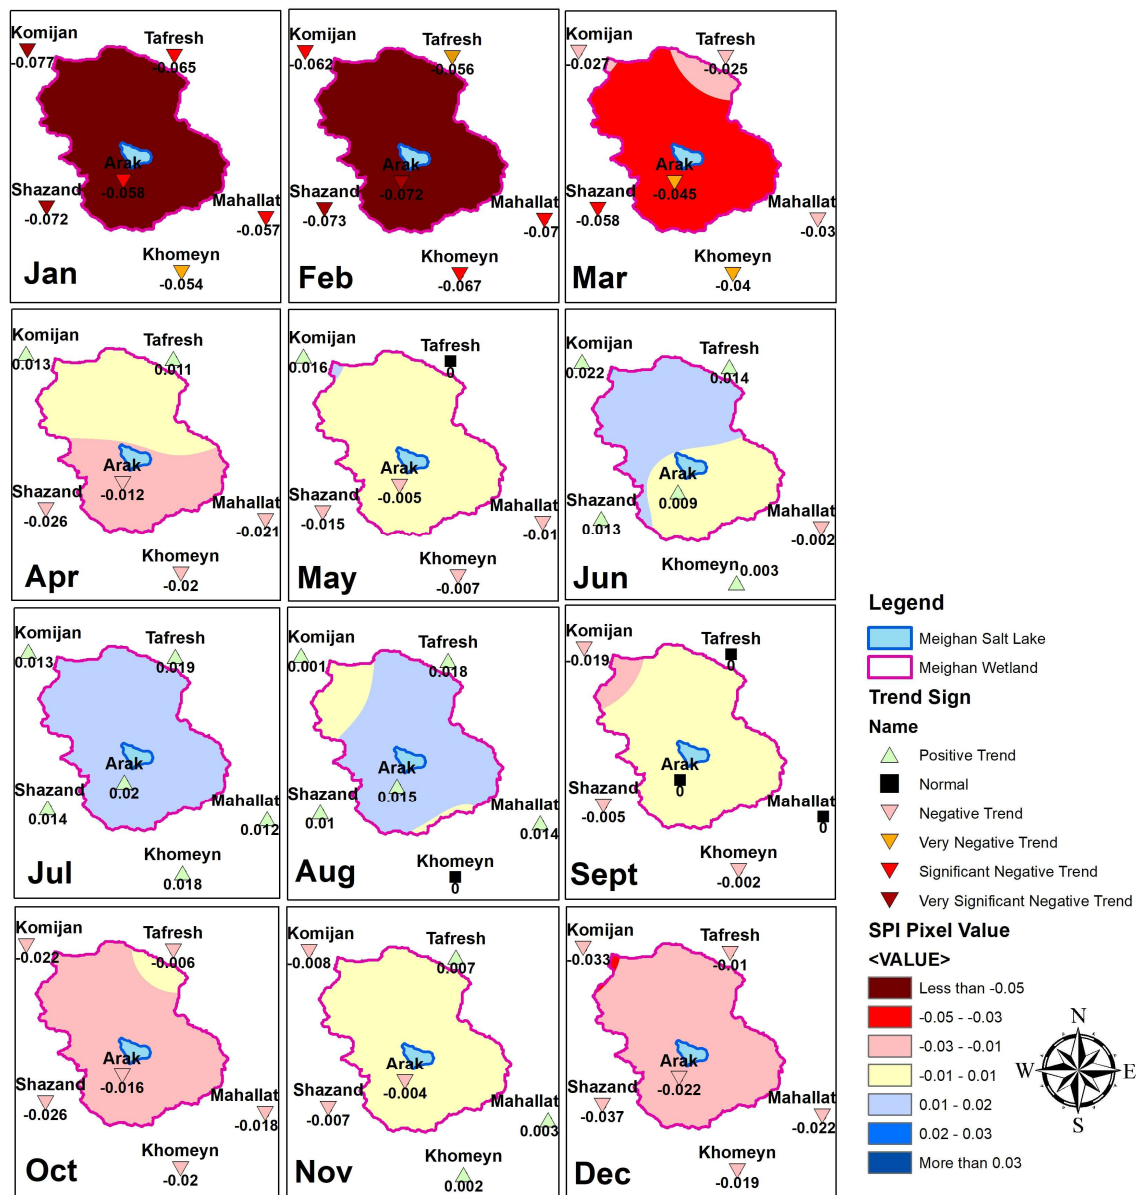 Komijan
-0.077
Tafresh
-0.065
Arak
-0.058
Shazand
-0.072
Mahallat
-0.057
Khomeyn
-0.054
Jan
Komijan
-0.062
Tafresh
-0.056
Arak
-0.072
Shazand
-0.073
Mahallat
-0.07
Khomeyn
-0.067
Feb
Komijan
-0.027
Tafresh
-0.025
Arak
-0.045
Shazand
-0.058
Mahallat
-0.03
Khomeyn
-0.04
Mar
Komijan
0.013
Tafresh
0.011
Arak
-0.012
Shazand
-0.026
Mahallat
-0.021
Khomeyn
-0.02
Apr
Komijan
0.016
Tafresh
0
Arak
-0.005
Shazand
-0.015
Mahallat
-0.01
Khomeyn
-0.007
May
Komijan
0.022
Tafresh
0.014
Arak
0.009
Shazand
0.013
Mahallat
-0.002
Khomeyn 0.003
Jun
Komijan
0.013
Tafresh
0.019
Arak
0.02
Shazand
0.014
Mahallat
0.012
Khomeyn
0.018
Jul
Komijan
0.001
Tafresh
0.018
Arak
0.015
Shazand
0.01
Mahallat
0.014
Khomeyn
0
Aug
Komijan
-0.019
Tafresh
0
Arak
0
Shazand
-0.005
Mahallat
0
Khomeyn
-0.002
Sept
Komijan
-0.022
Tafresh
-0.006
Arak
-0.016
Shazand
-0.026
Mahallat
-0.018
Khomeyn
-0.02
Oct
Komijan
-0.008
Tafresh
0.007
Arak
-0.004
Shazand
-0.007
Mahallat
0.003
Khomeyn
0.002
Nov
Komijan
-0.033
Tafresh
-0.01
Arak
-0.022
Shazand
-0.037
Mahallat
-0.022
Khomeyn
-0.019
Dec
Legend
Meighan Salt Lake
Meighan Wetland
Trend Sign
Name
Positive Trend
Normal
Negative Trend
Very Negative Trend
Significant Negative Trend
Very Significant Negative Trend
SPI Pixel Value
<VALUE>
Less than -0.05
-0.05 - -0.03
-0.03 - -0.01
-0.01 - 0.01
0.01 - 0.02
0.02 - 0.03
More than 0.03
N
W E
S